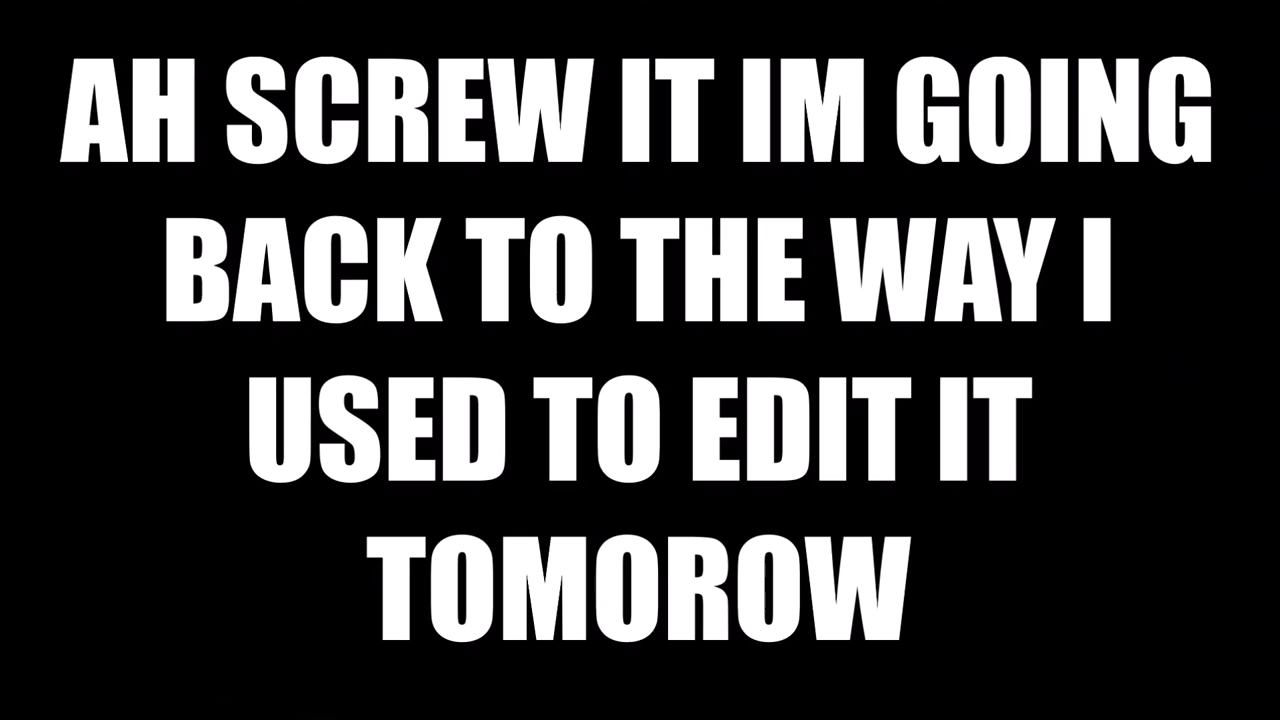 AH SCREW IT IM GOING
BACK TO THE WAY I
USED TO EDIT IT
TOMOROW